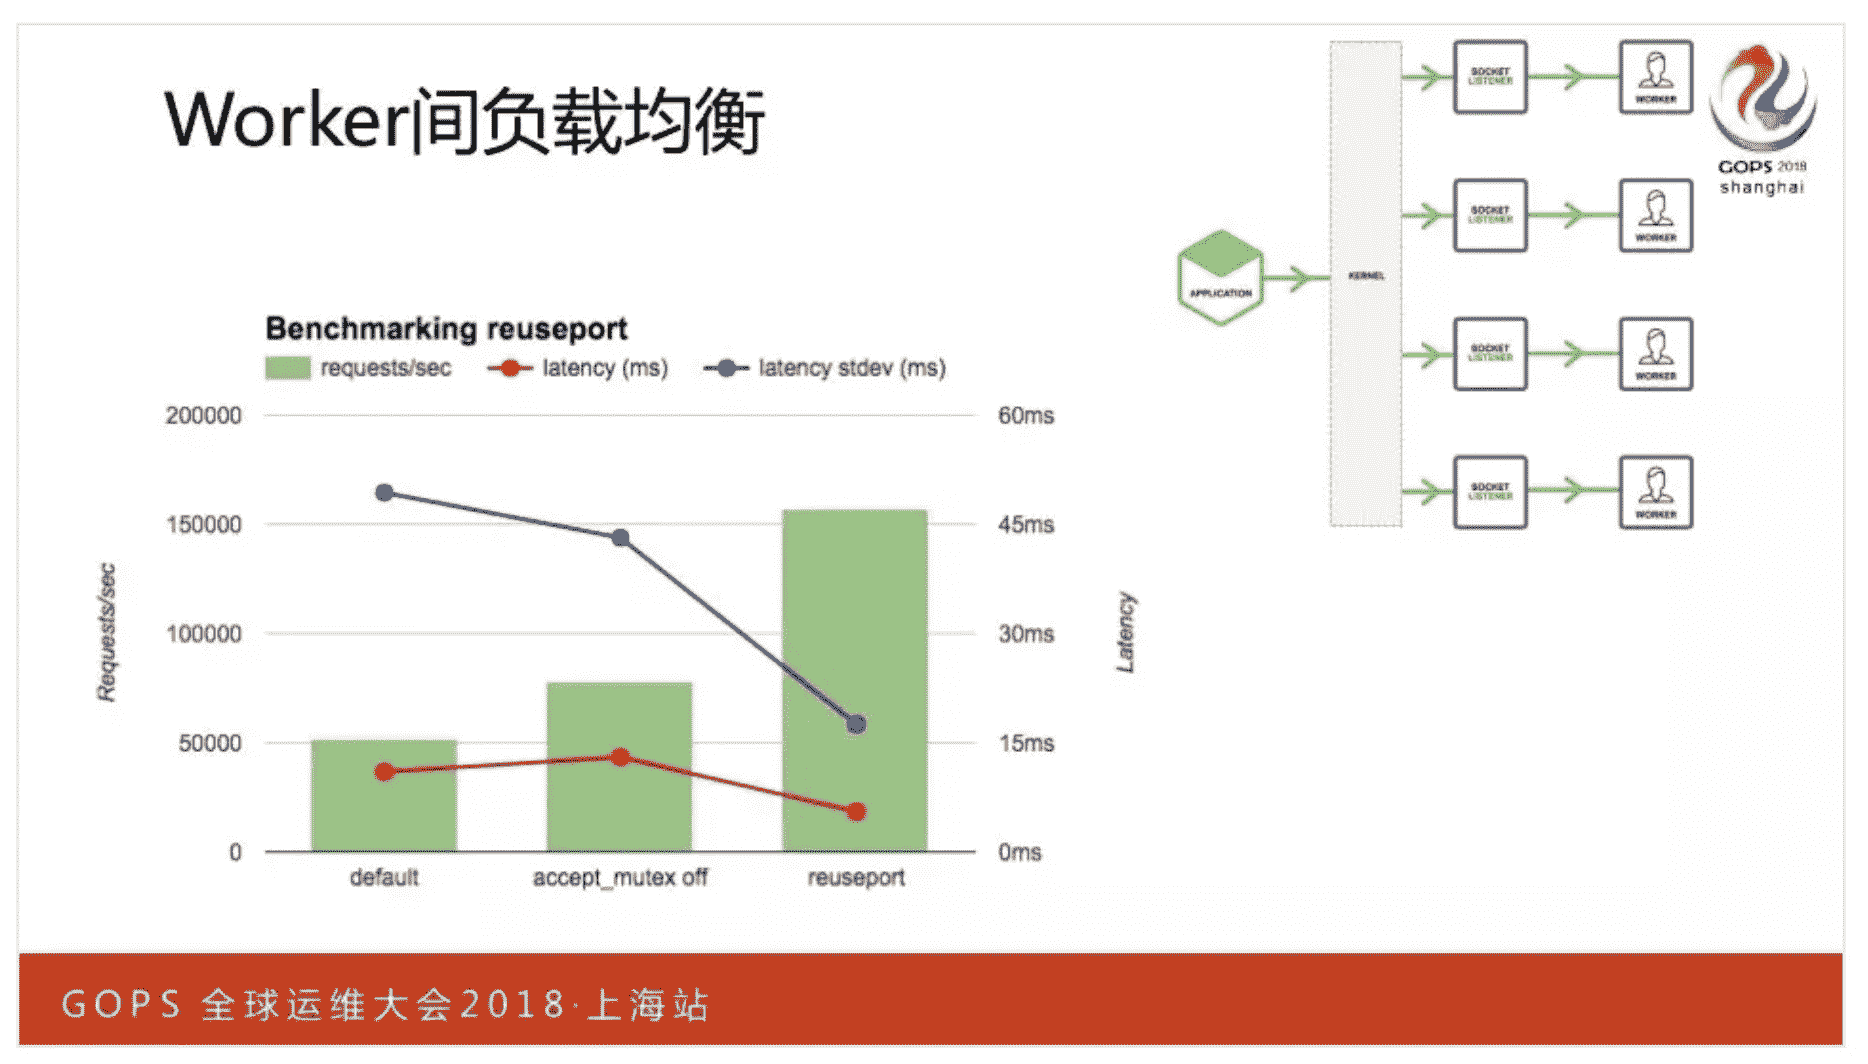 Worker间负载均衡
GOPS 2018
shanghai
Benchmarking reuseport
requests/sec
latency (ms)
latency stdev (ms)
200000
150000
100000
50000
0
Requests/sec
60ms
45ms
30ms
15ms
0ms
Latency
default
accept_mutex off
reuseport
APPLICATION
KERNEL
SOCKET
LISTENER
WORKER
SOCKET
LISTENER
WORKER
SOCKET
LISTENER
WORKER
SOCKET
LISTENER
WORKER
GOPS 全球运维大会2018·上海站